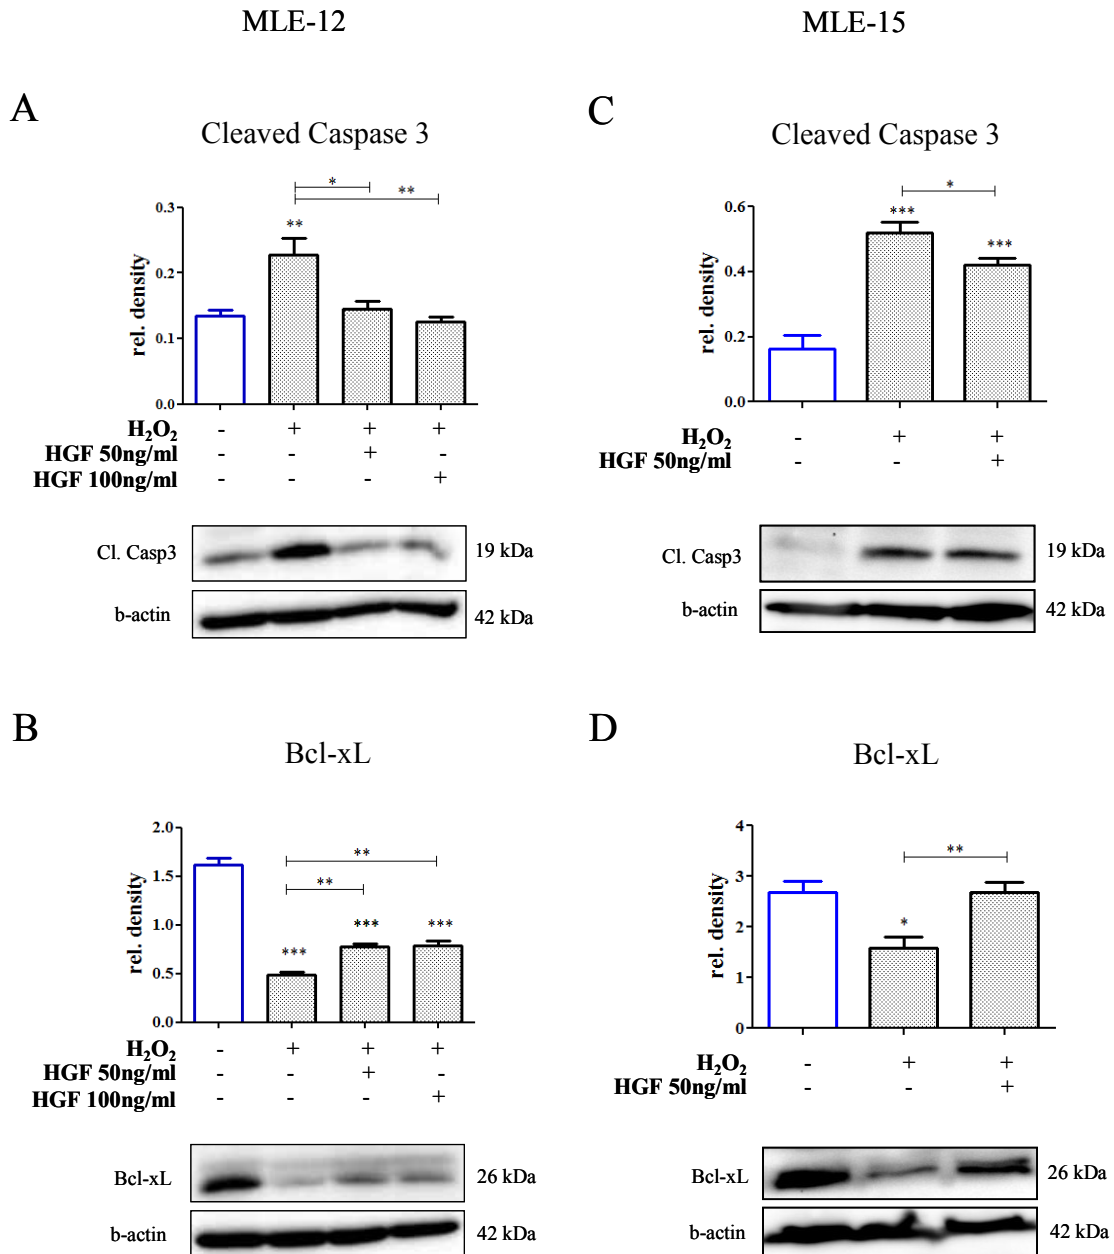 MLE-12
MLE-15
A
Cleaved Caspase 3
* 
**
**
rel. density
0.3
0.2
0.1
0.0
H₂O₂ - + + +
HGF 50ng/ml - - + -
HGF 100ng/ml - - - +
Cl. Casp3 19 kDa
b-actin 42 kDa
C
Cleaved Caspase 3
*
***
***
rel. density
0.6
0.4
0.2
0.0
H₂O₂ - + +
HGF 50ng/ml - - +
Cl. Casp3 19 kDa
b-actin 42 kDa
B
Bcl-xL
**
**
***
***
***
rel. density
2.0
1.5
1.0
0.5
0.0
H₂O₂ - + + +
HGF 50ng/ml - - + -
HGF 100ng/ml - - - +
Bcl-xL 26 kDa
b-actin 42 kDa
D
Bcl-xL
**
*
rel. density
4
3
2
1
0
H₂O₂ - + +
HGF 50ng/ml - - +
Bcl-xL 26 kDa
b-actin 42 kDa